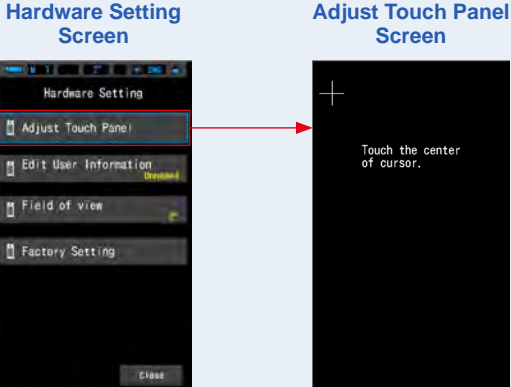 Hardware Setting
Screen
Adjust Touch Panel
Screen
Hardware Setting
Adjust Touch Panel
Edit User Information
Unnamed
Field of view
Factory Setting
Close
Touch the center
of cursor.